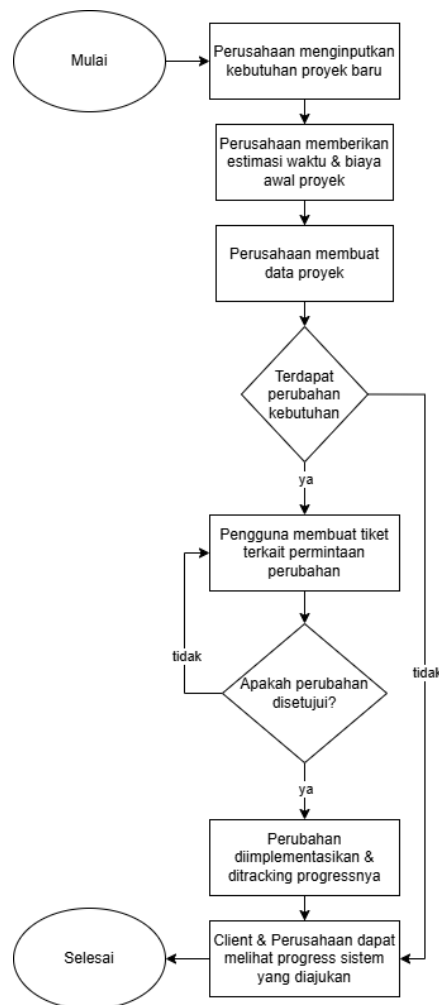 Mulai
Perusahaan menginputkan
kebutuhan proyek baru
Perusahaan memberikan
estimasi waktu & biaya
awal proyek
Perusahaan membuat
data proyek
Terdapat
perubahan
kebutuhan
ya
Pengguna membuat tiket
terkait permintaan
perubahan
tidak
Apakah perubahan
disetujui?
tidak
ya
Perubahan
diimplementasikan &
ditracking progressnya
Selesai
Client & Perusahaan dapat
melihat progress sistem
yang diajukan